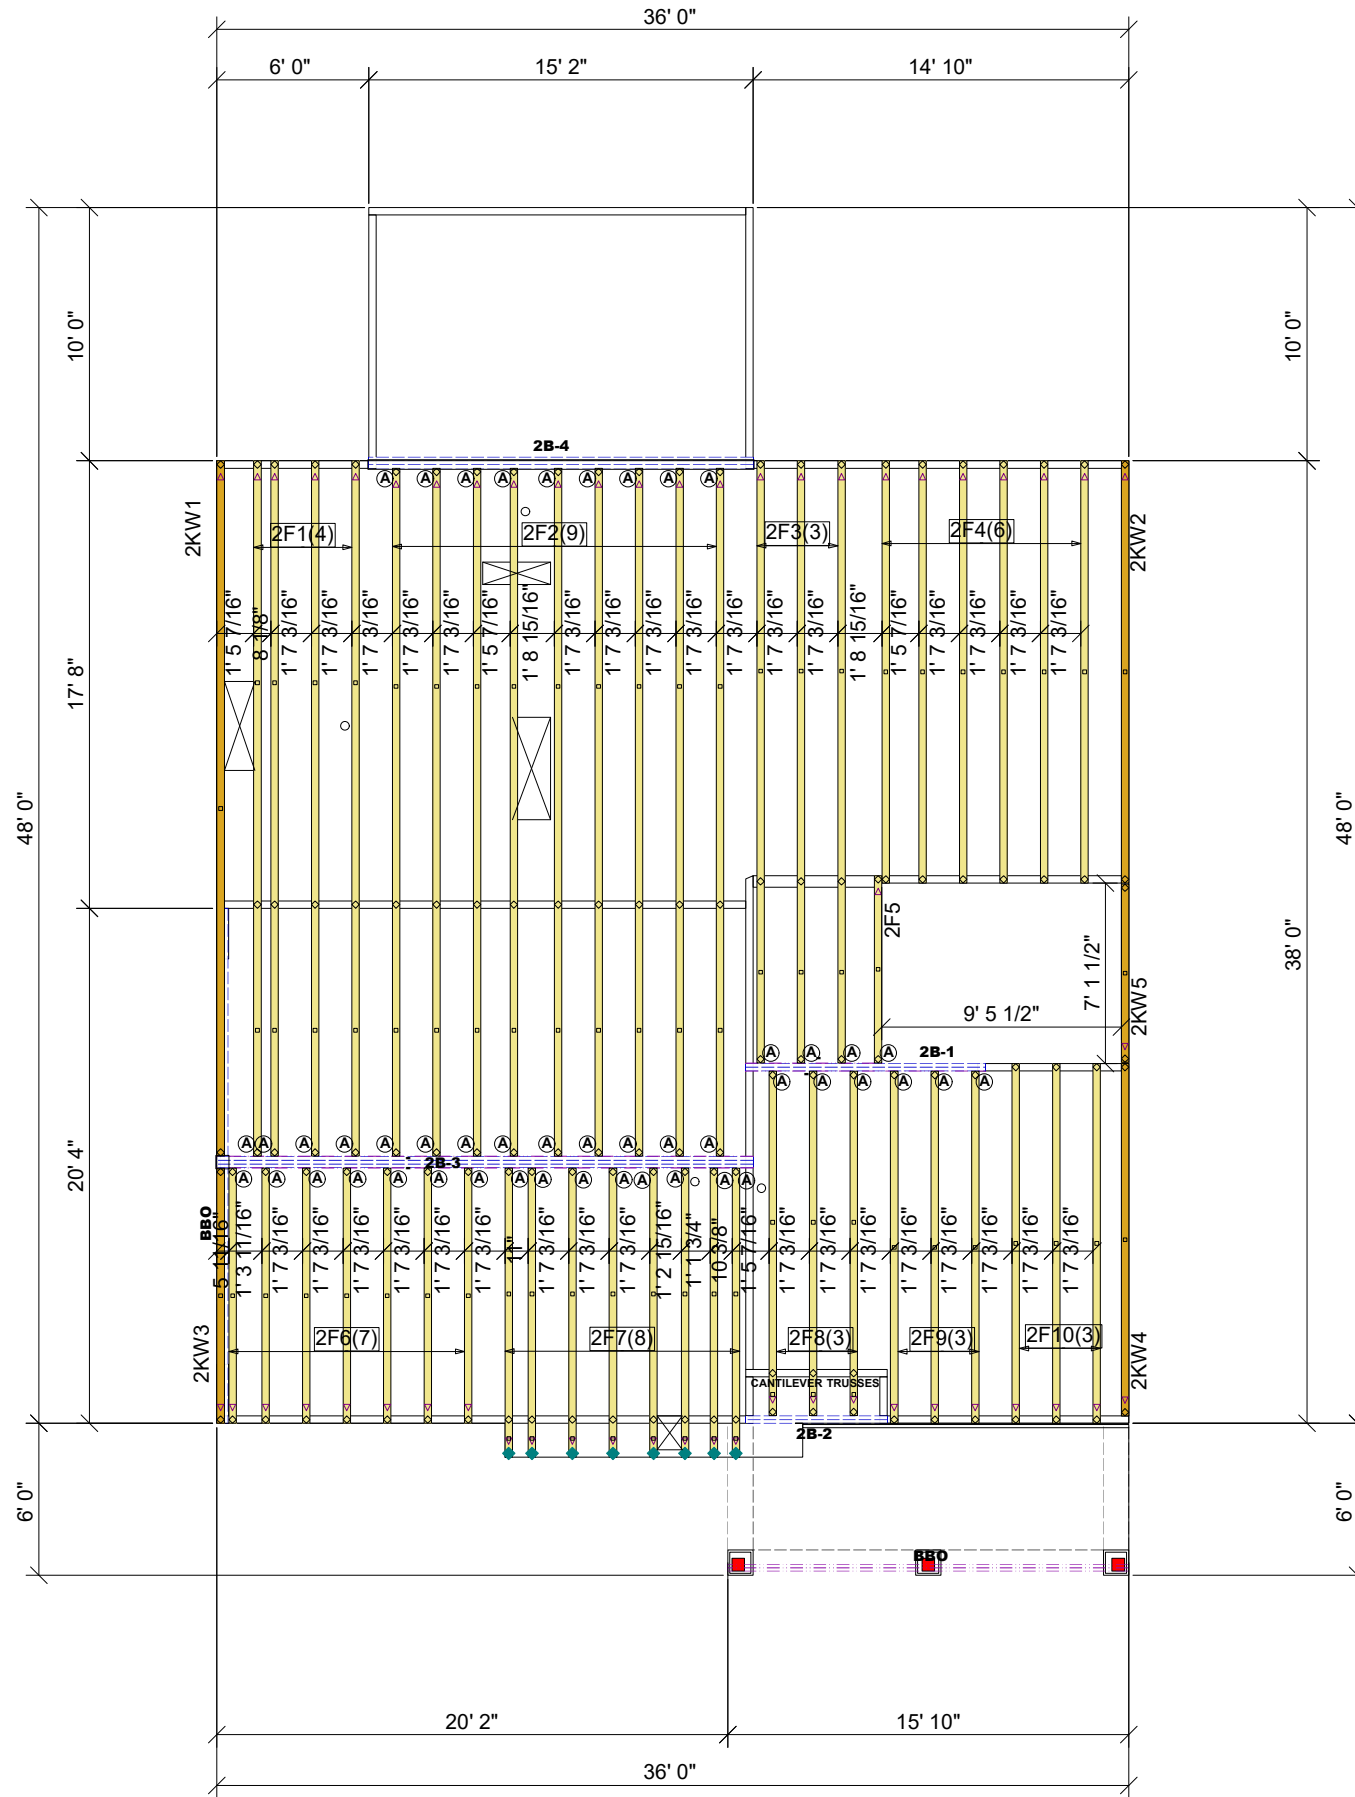 36' 0"
6' 0" 15' 2" 14' 10"
10' 0" 10' 0"
2B-4
A A A A A A A A A
2KW1 2F1(4) 2F2(9) 2F3(3) 2F4(6) 2KW2
1' 5 7/16" 8 1/8" 1' 7 3/16" 1' 7 3/16" 1' 7 3/16" 1' 7 3/16" 1' 7 3/16" 1' 5 7/16" 1' 8 15/16" 1' 7 3/16" 1' 7 3/16" 1' 7 3/16" 1' 7 3/16" 1' 7 3/16" 1' 7 3/16" 1' 8 15/16" 1' 5 7/16" 1' 7 3/16" 1' 7 3/16" 1' 7 3/16" 1' 7 3/16"
17' 8"
48' 0" 48' 0"
2F5
7' 1 1/2" 38' 0"
9' 5 1/2" 2KW5
A A A A 2B-1
A A A A A A
A A A A A A A A A A A A A
20' 4" 2B-3
A A A A A A A A A A A A A A
BBO
5 11/16" 1' 3 11/16" 1' 7 3/16" 1' 7 3/16" 1' 7 3/16" 1' 7 3/16" 1' 7 3/16" 11" 1' 7 3/16" 1' 7 3/16" 1' 7 3/16" 1' 2 15/16" 1' 1 3/4" 10 3/8" 1' 5 7/16" 1' 7 3/16" 1' 7 3/16" 1' 7 3/16" 1' 7 3/16" 1' 7 3/16" 1' 7 3/16" 1' 7 3/16" 1' 7 3/16"
2KW3 2F6(7) 2F7(8) 2F8(3) 2F9(3) 2F10(3) 2KW4
CANTILEVER TRUSSES
2B-2
6' 0" 6' 0"
BBO
20' 2" 15' 10"
36' 0"